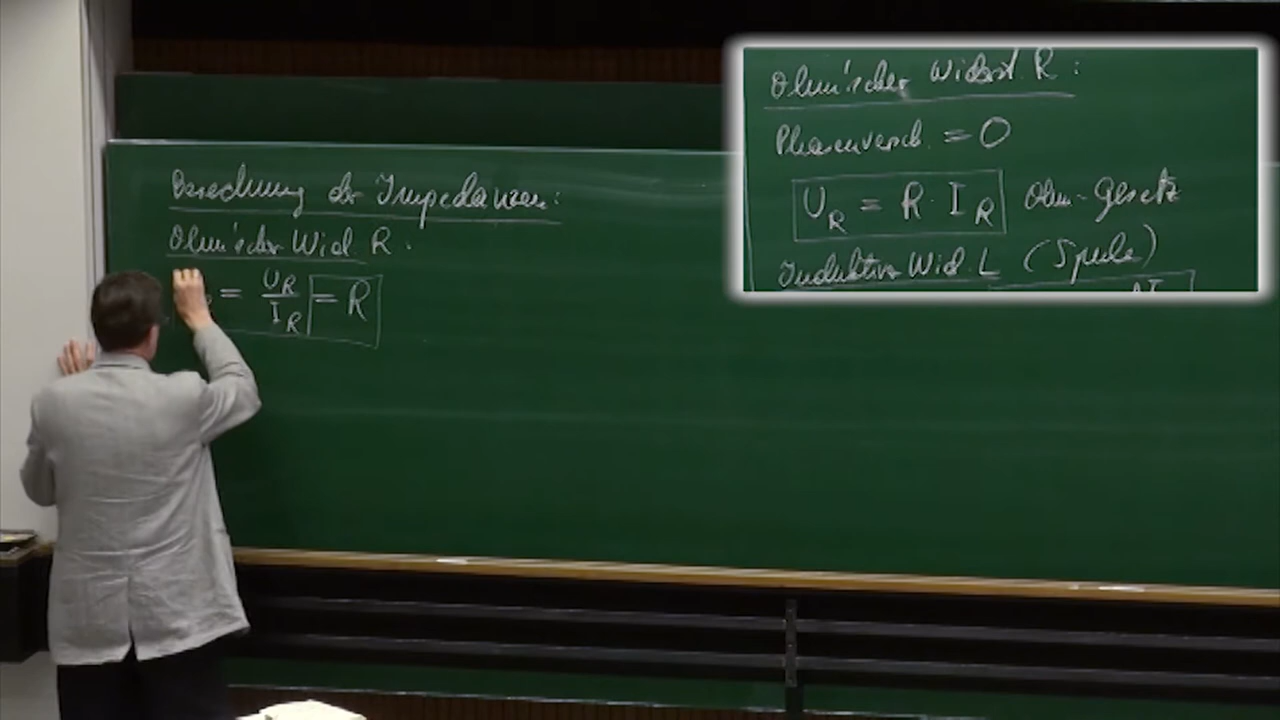 Berechnung der Impedanzen:
Ohm'scher Wid. R:
= U_R / I_R = R
Ohm'scher Widerst. R:
Phasenversch. = 0
U_R = R · I_R Ohm-Gesetz
Induktiver Wid. L (Spule)